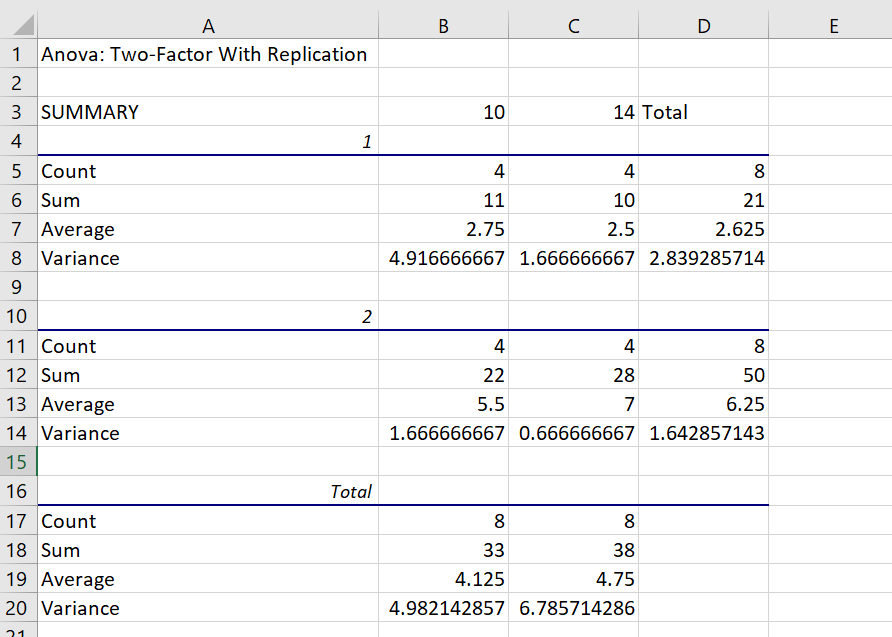 A B C D E
1 Anova: Two-Factor With Replication
2
3 SUMMARY 10 14 Total
4 1
5 Count 4 4 8
6 Sum 11 10 21
7 Average 2.75 2.5 2.625
8 Variance 4.916666667 1.666666667 2.839285714
9
10 2
11 Count 4 4 8
12 Sum 22 28 50
13 Average 5.5 7 6.25
14 Variance 1.666666667 0.666666667 1.642857143
15
16 Total
17 Count 8 8
18 Sum 33 38
19 Average 4.125 4.75
20 Variance 4.982142857 6.785714286
21